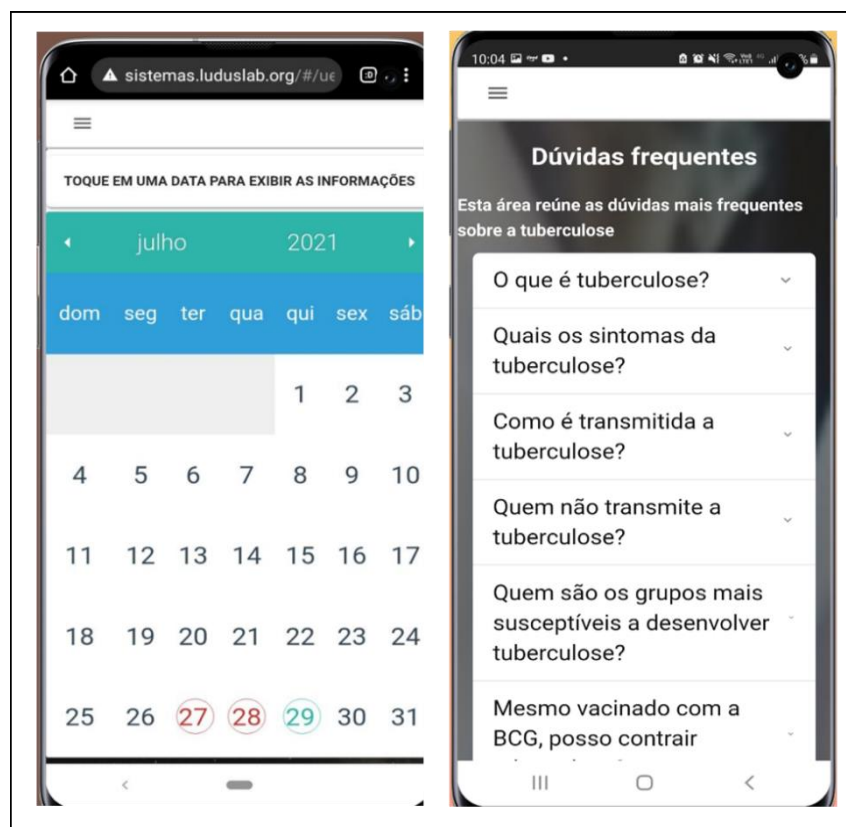 sistemas.luduslab.org/#/ue
TOQUE EM UMA DATA PARA EXIBIR AS INFORMAÇÕES
julho 2021
dom seg ter qua qui sex sáb
1 2 3
4 5 6 7 8 9 10
11 12 13 14 15 16 17
18 19 20 21 22 23 24
25 26 27 28 29 30 31
10:04
Dúvidas frequentes
Esta área reúne as dúvidas mais frequentes
sobre a tuberculose
O que é tuberculose?
Quais os sintomas da
tuberculose?
Como é transmitida a
tuberculose?
Quem não transmite a
tuberculose?
Quem são os grupos mais
susceptíveis a desenvolver
tuberculose?
Mesmo vacinado com a
BCG, posso contrair